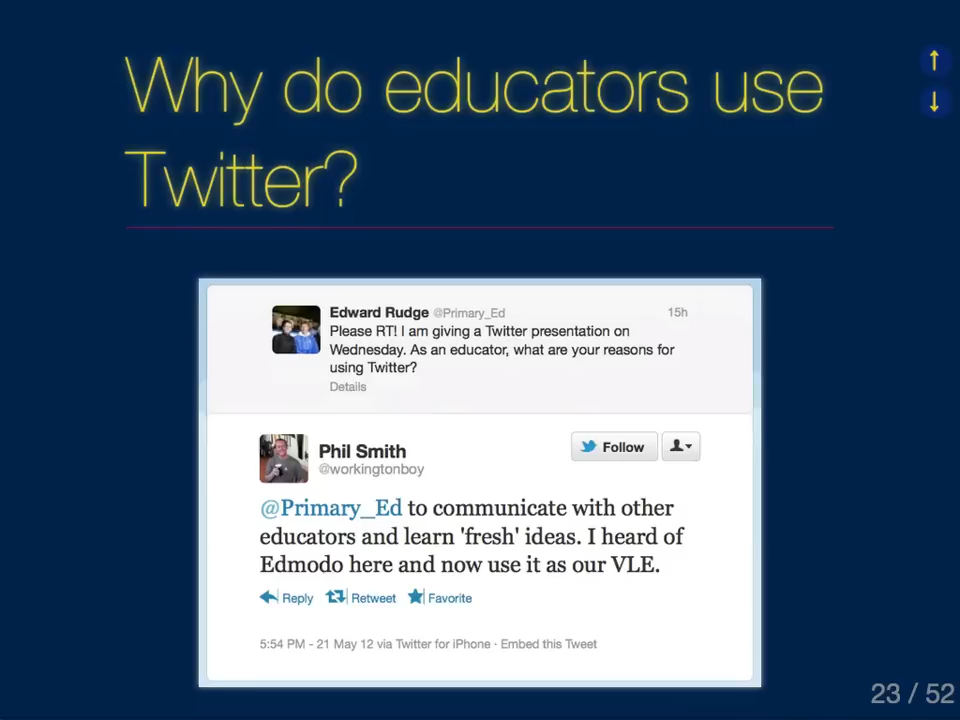 Why do educators use
Twitter?
Edward Rudge @Primary_Ed 15h
Please RT! I am giving a Twitter presentation on
Wednesday. As an educator, what are your reasons for
using Twitter?
Details
Phil Smith
@workingtonboy
Follow
@Primary_Ed to communicate with other
educators and learn 'fresh' ideas. I heard of
Edmodo here and now use it as our VLE.
Reply Retweet Favorite
5:54 PM - 21 May 12 via Twitter for iPhone · Embed this Tweet
23 / 52